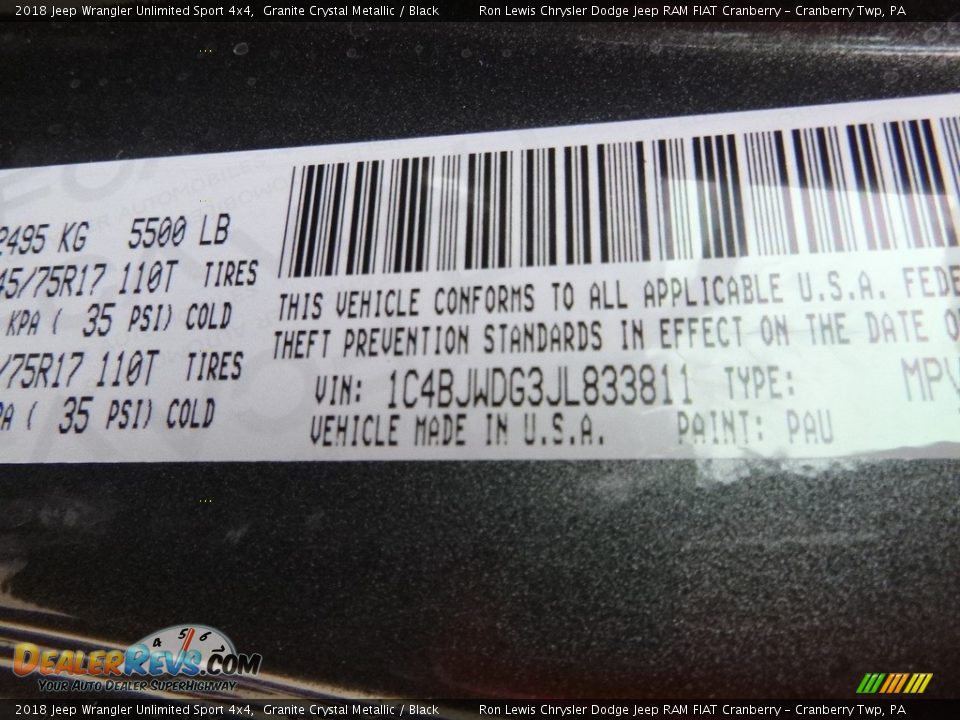 2018 Jeep Wrangler Unlimited Sport 4x4, Granite Crystal Metallic / Black Ron Lewis Chrysler Dodge Jeep RAM FIAT Cranberry - Cranberry Twp, PA
2495 KG 5500 LB
45/75R17 110T TIRES
KPA ( 35 PSI) COLD
/75R17 110T TIRES
PA ( 35 PSI) COLD
THIS VEHICLE CONFORMS TO ALL APPLICABLE U.S.A. FEDE
THEFT PREVENTION STANDARDS IN EFFECT ON THE DATE O
VIN: 1C4BJWDG3JL833811 TYPE: MPV
VEHICLE MADE IN U.S.A. PAINT: PAU
4 5 6
DealerRevs.com
Your Auto Dealer SuperHighway
2018 Jeep Wrangler Unlimited Sport 4x4, Granite Crystal Metallic / Black Ron Lewis Chrysler Dodge Jeep RAM FIAT Cranberry - Cranberry Twp, PA